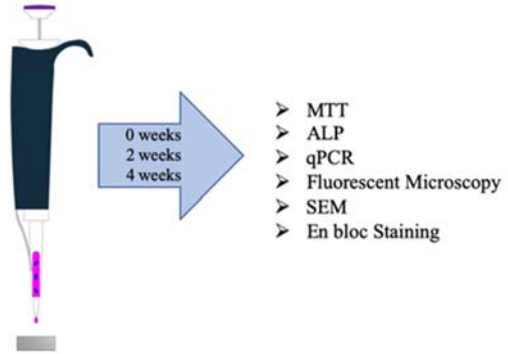 0 weeks
2 weeks
4 weeks
➢ MTT
➢ ALP
➢ qPCR
➢ Fluorescent Microscopy
➢ SEM
➢ En bloc Staining